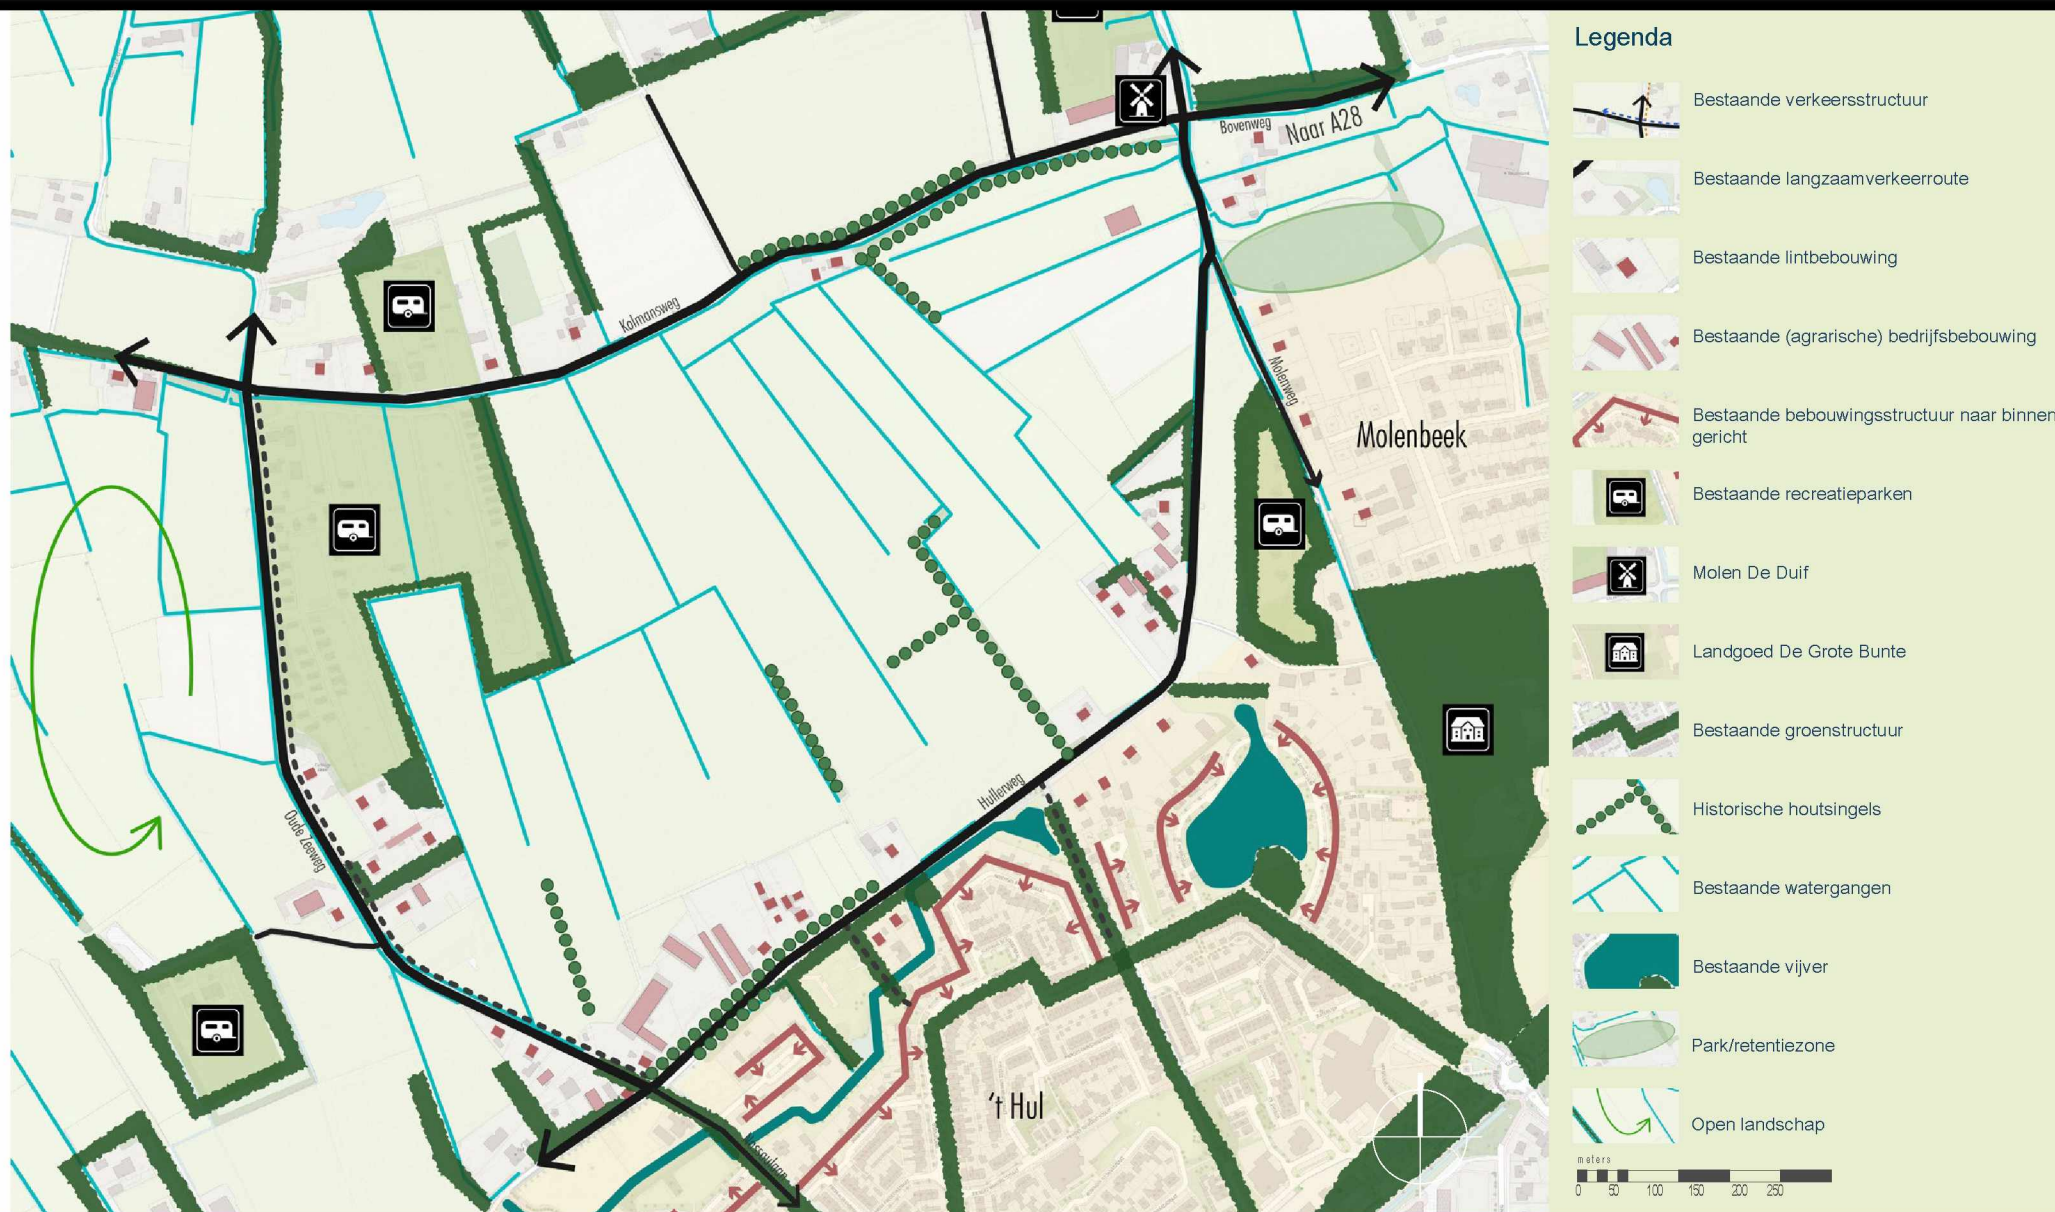 Legenda
Bestaande verkeersstructuur
Bestaande langzaamverkeerroute
Bestaande lintbebouwing
Bestaande (agrarische) bedrijfsbebouwing
Bestaande bebouwingsstructuur naar binnen
gericht
Bestaande recreatieparken
Molen De Duif
Landgoed De Grote Bunte
Bestaande groenstructuur
Historische houtsingels
Bestaande watergangen
Bestaande vijver
Park/retentiezone
Open landschap
meters
0 50 100 150 200 250
Bovenweg
Naar A28
Kolmansweg
Molenweg
Molenbeek
Hullerweg
Oude Zeeweg
't Hul